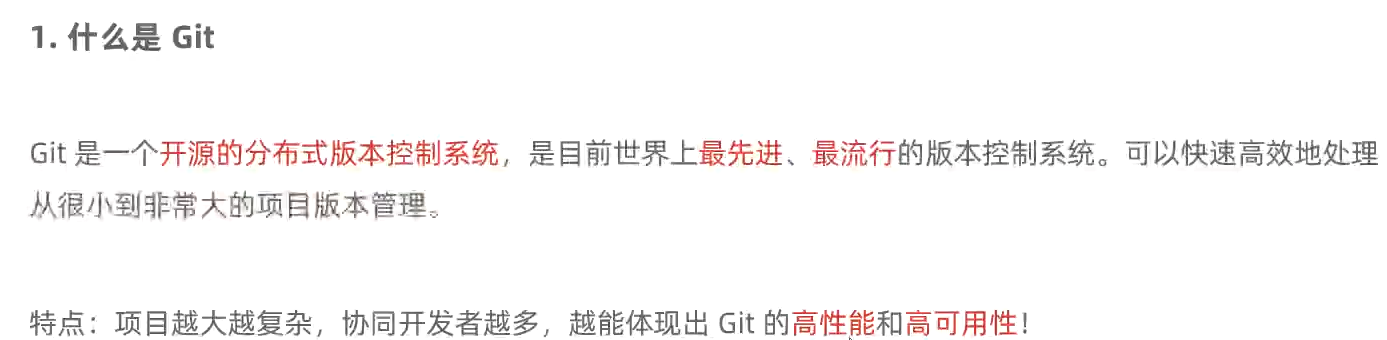 1. 什么是 Git
Git 是一个开源的分布式版本控制系统，是目前世界上最先进、最流行的版本控制系统。可以快速高效地处理
从很小到非常大的项目版本管理。
特点：项目越大越复杂，协同开发者越多，越能体现出 Git 的高性能和高可用性！